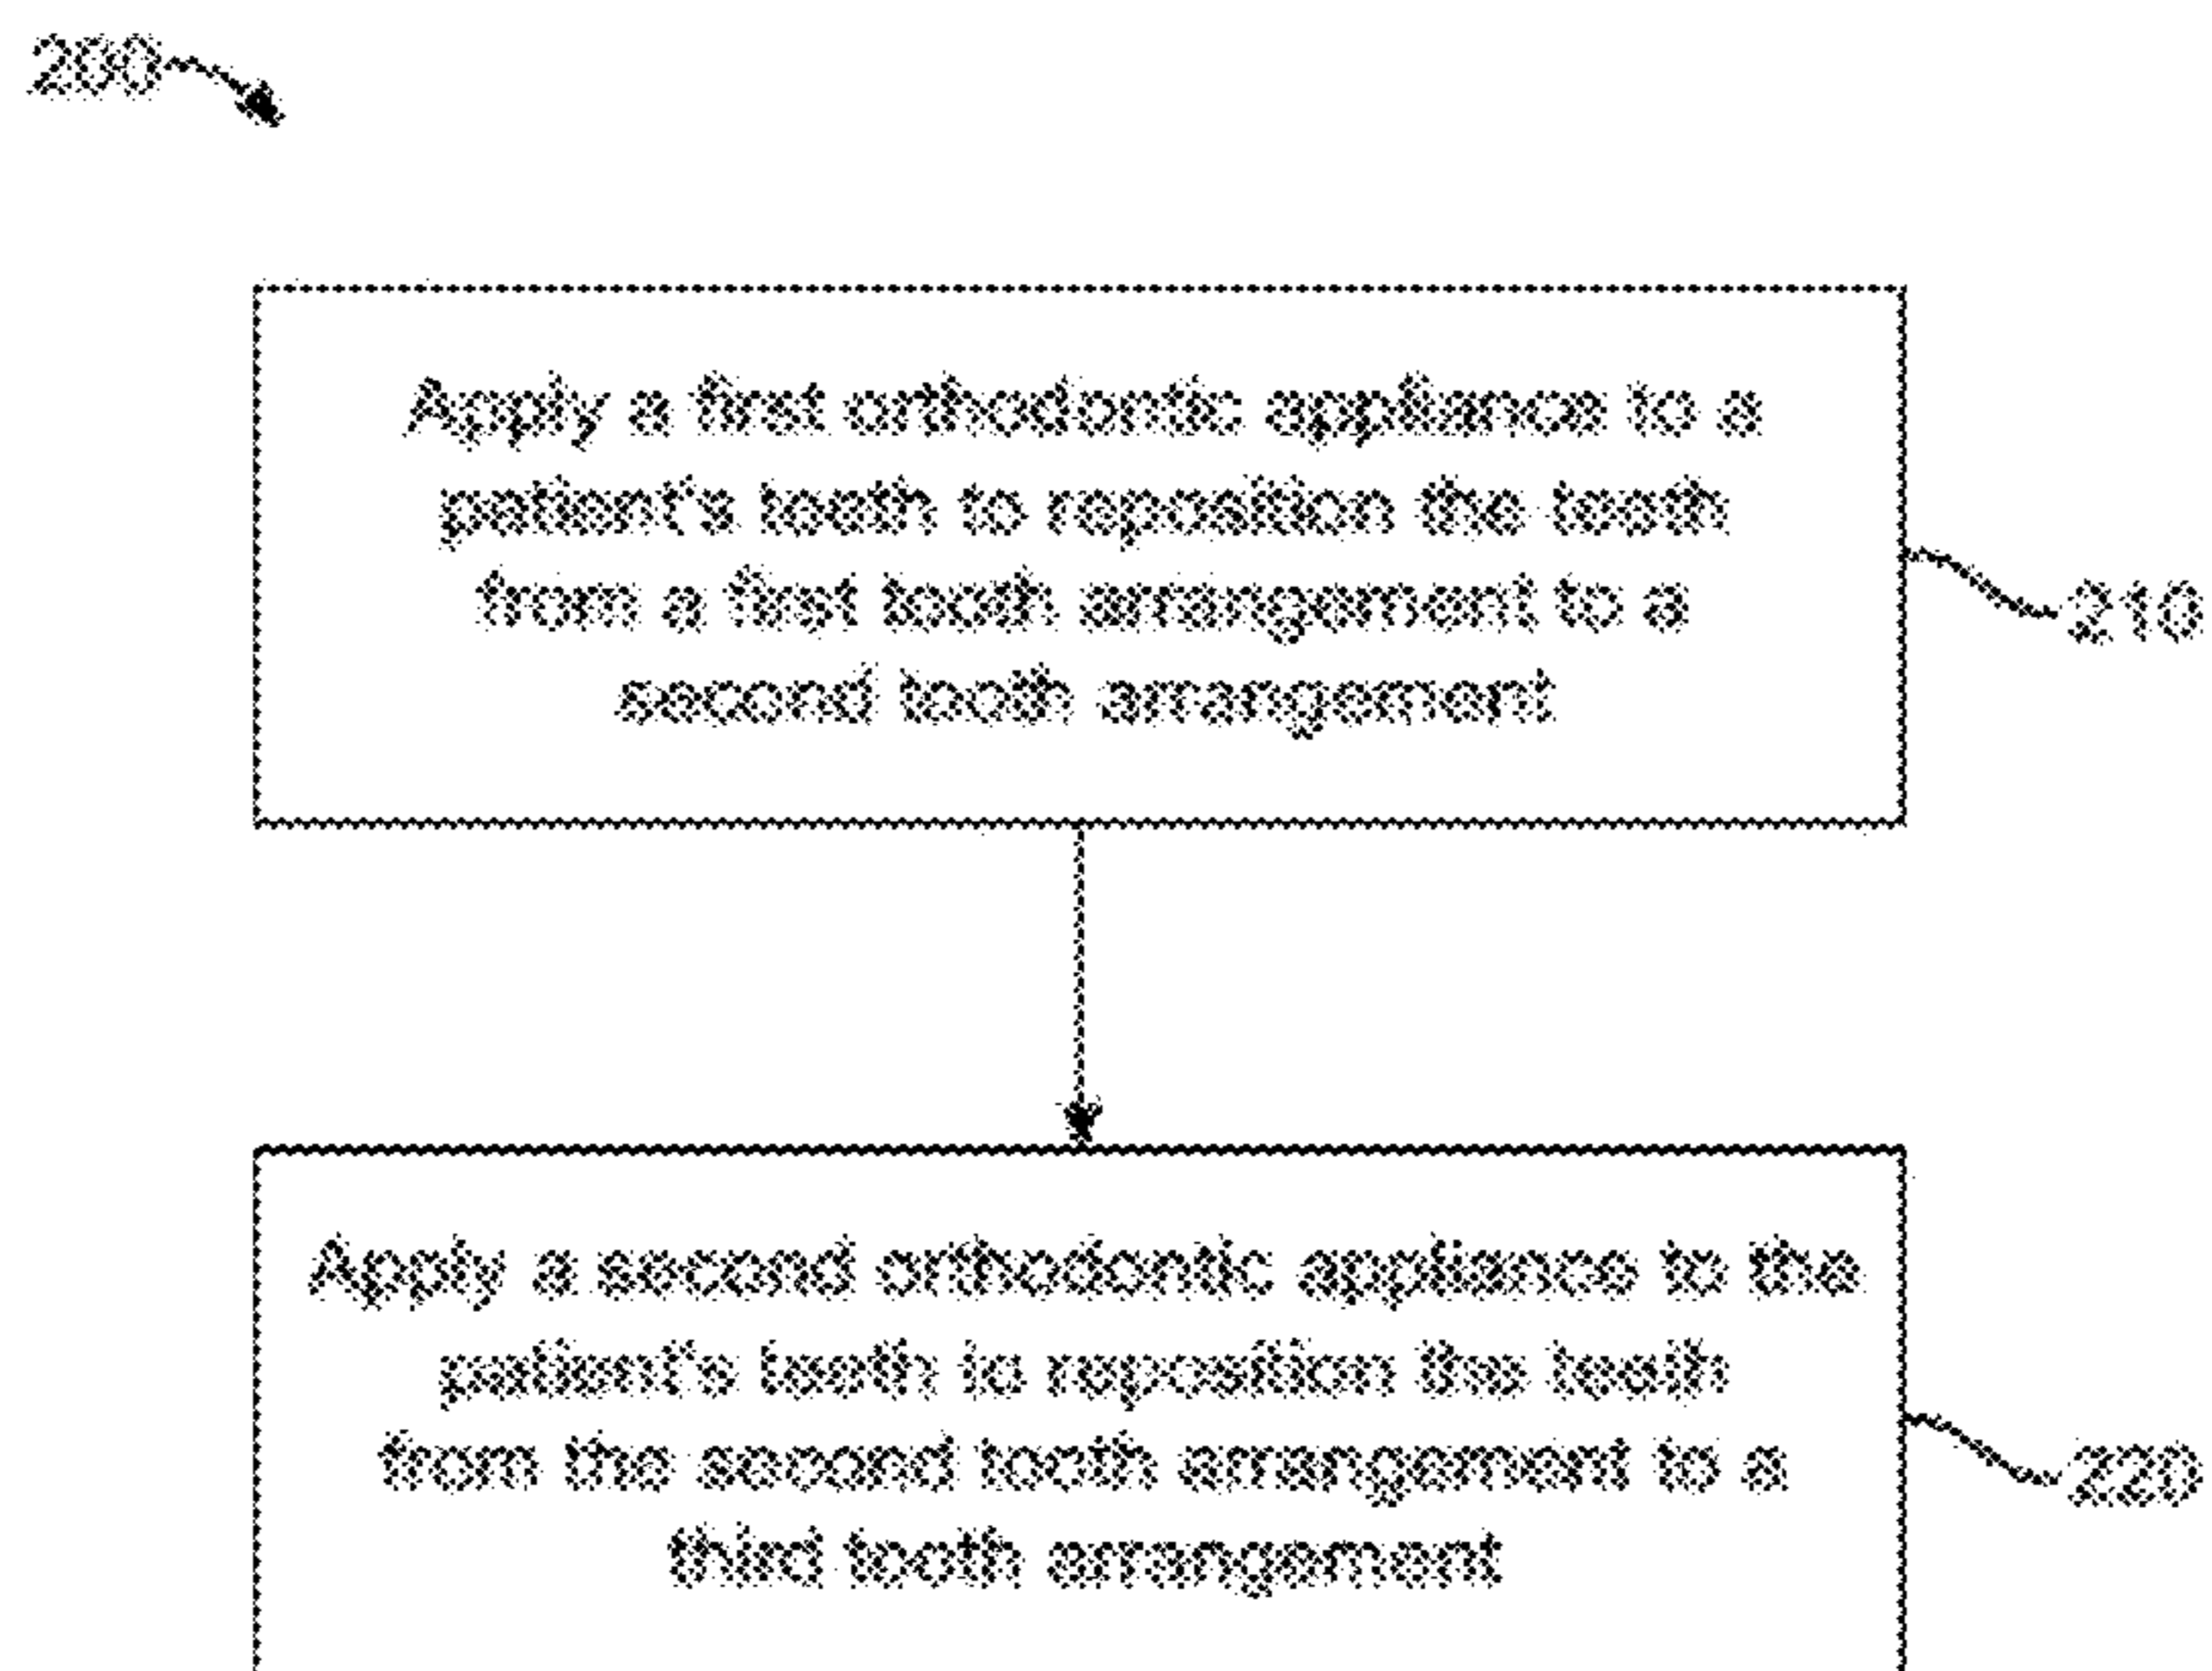 200
Apply a first orthodontic appliance to a
patient's teeth to reposition the teeth
from a first tooth arrangement to a
second tooth arrangement
210
Apply a second orthodontic appliance to the
patient's teeth to reposition the teeth
from the second tooth arrangement to a
third tooth arrangement
220